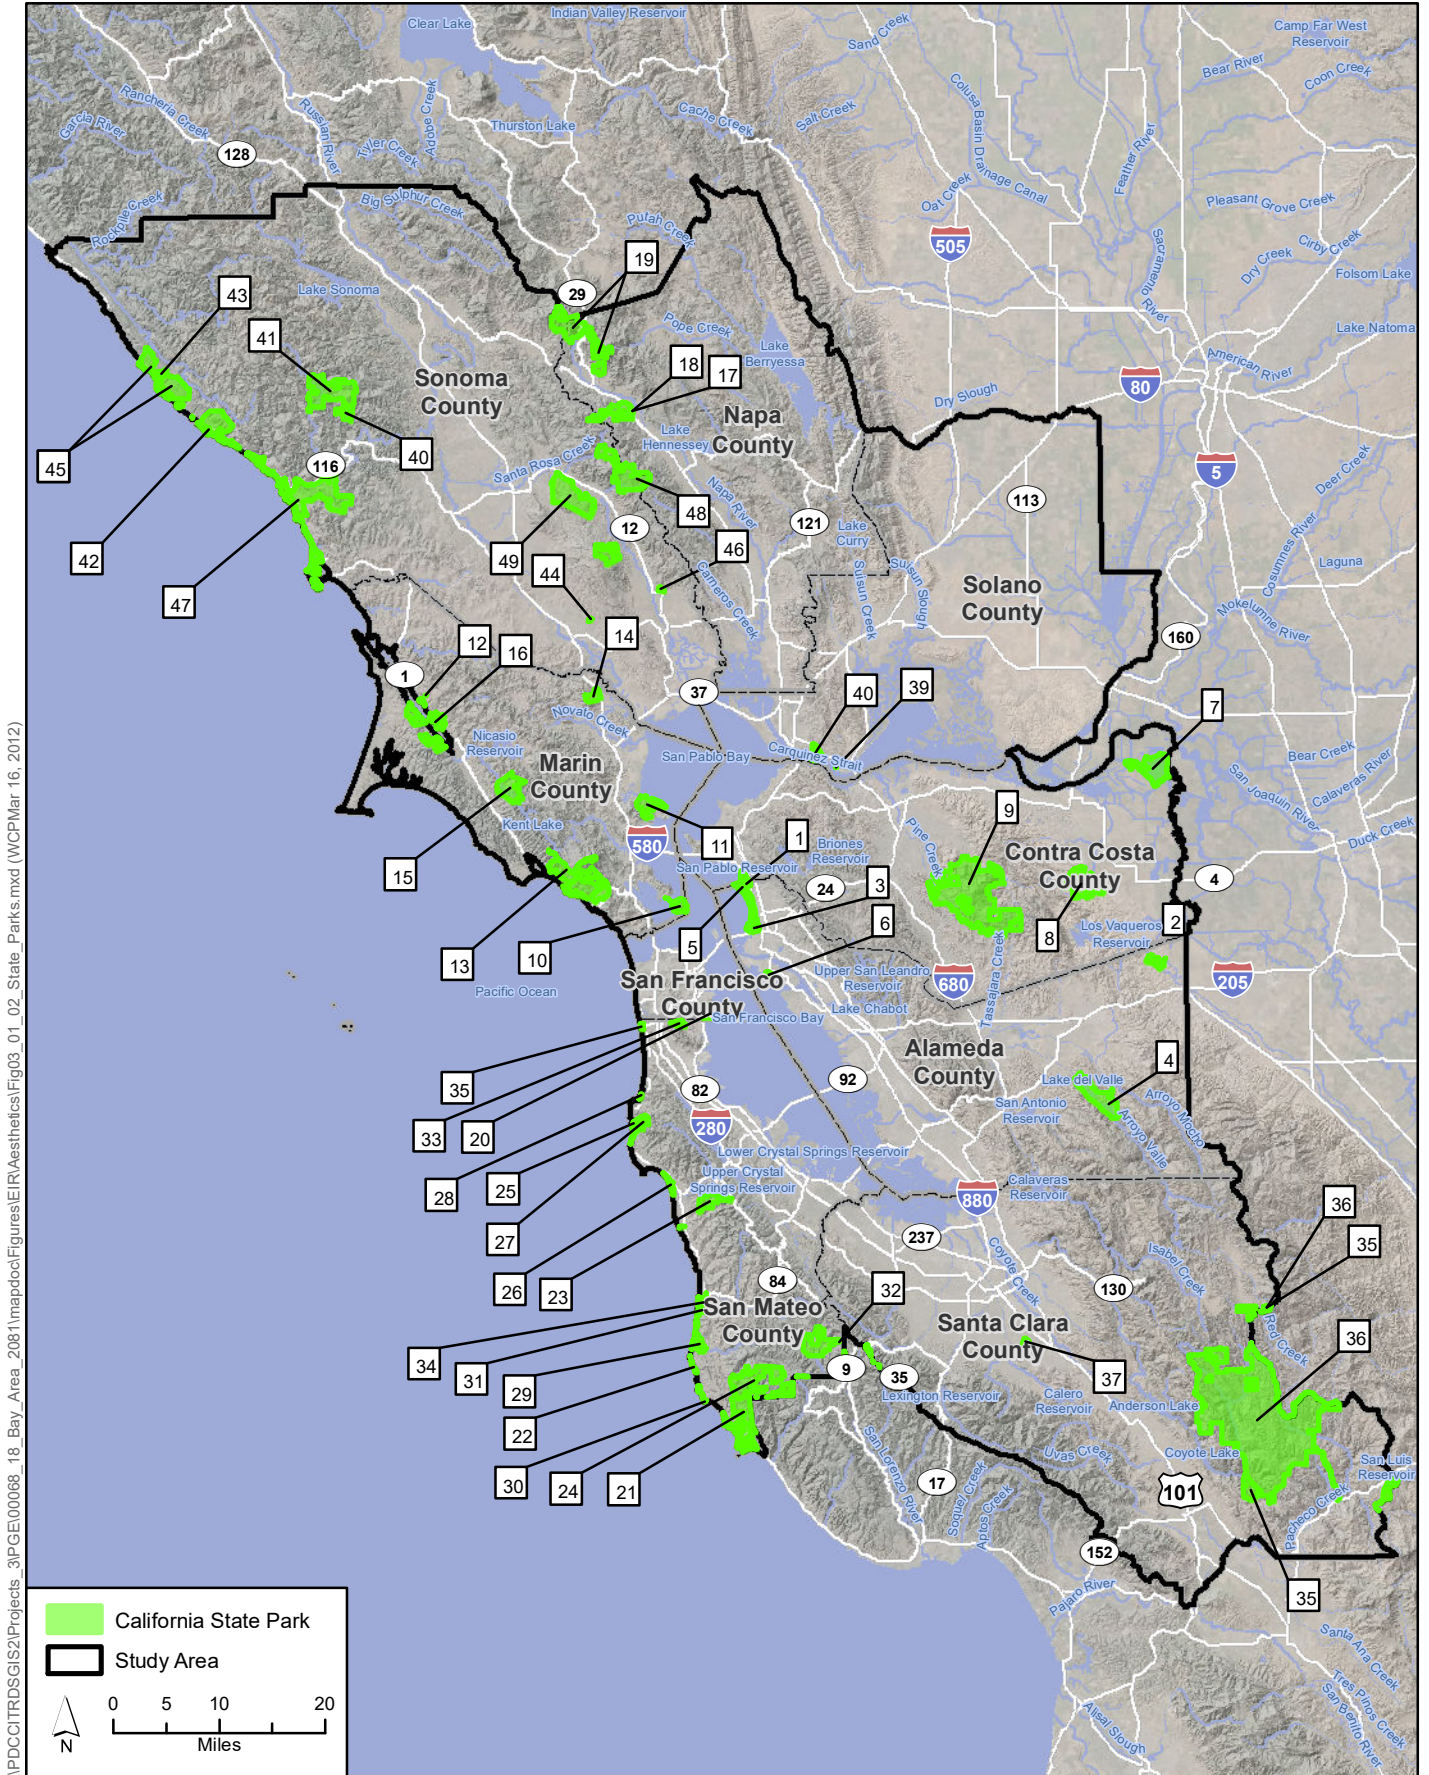 Clear Lake
Indian Valley Reservoir
Sand Creek
Camp Far West
Reservoir
Bear River
Coon Creek
Rancheria Creek
Garcia River
Russian River
Adobe Creek
Thurston Lake
Cache Creek
Salt Creek
Colusa Basin Drainage Canal
Feather River
128
Tyler Creek
Big Sulphur Creek
Rockpile Creek
Putah Creek
Oat Creek
505
Pleasant Grove Creek
Sacramento
River
Dry Creek
Cirby Creek
Folsom Lake
19
29
43
Lake Sonoma
41
Pope Creek
Lake
Berryessa
Lake Natoma
American River
Sonoma
County
18
17
80
Dry Slough
Napa
County
Lake
Hennessey
45
40
116
Santa Rosa Creek
5
Deer Creek
Napa River
113
48
12
121
Lake
Curry
42
49
44
46
Suisun Creek
Suisun Slough
Cosumnes River
Laguna
47
Carneros Creek
Solano
County
Mokelumne River
160
12
16
14
1
37
40
39
7
Novato Creek
Nicasio
Reservoir
San Pablo Bay
Carquinez Strait
Bear Creek
Marin
County
San Joaquin River
Calaveras River
9
Kent Lake
580
11
1
Pine Creek
Duck Creek
San Pablo Reservoir
Briones
Reservoir
Contra Costa
County
15
24
3
4
6
8
2
Los Vaqueros
Reservoir
13
10
5
San Francisco
County
Upper San Leandro
Reservoir
680
Tassajara Creek
205
Pacific Ocean
San Francisco Bay
Lake Chabot
35
Alameda
County
4
82
92
Lake del Valle
33
20
280
San Antonio
Reservoir
Arroyo Valle
Arroyo Mocho
Lower Crystal Springs Reservoir
28
25
Upper Crystal
Springs Reservoir
880
Calaveras
Reservoir
36
27
237
35
Coyote Creek
Isabel Creek
26
23
84
32
130
San Mateo
County
Santa Clara
County
Red Creek
36
34
31
29
9
35
37
Lexington Reservoir
Calero
Reservoir
Anderson Lake
22
San Lorenzo River
Uvas Creek
Coyote Lake
San Luis
Reservoir
30
24
21
17
Soquel Creek
Aptos Creek
101
Pacheco Creek
152
35
Pajaro River
Santa Ana Creek
Tres Pinos Creek
San Benito River
Alisal Slough
California State Park
Study Area
0 5 10 20
Miles
N
\PDCCITRDSGIS2\Projects_3\PGE\00068_18_Bay_Area_2081\mapdoc\Figures\EIR\Aesthetics\Fig03_01_02_State_Parks.mxd (WCPMar 16, 2012)